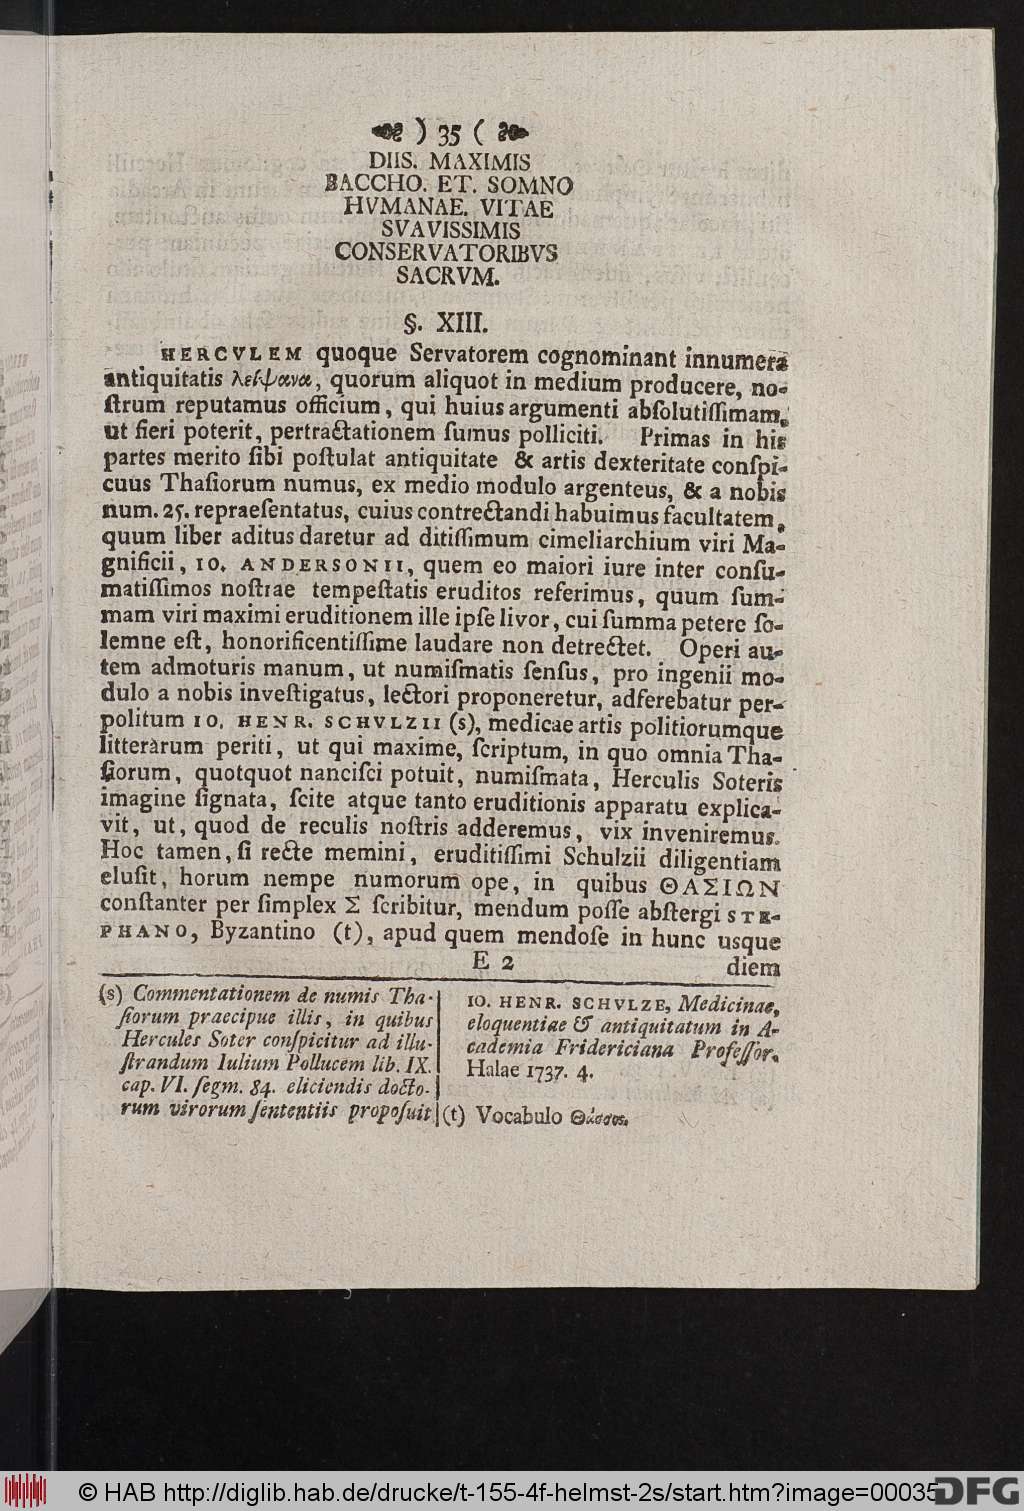 ) 35 (
DIIS. MAXIMIS
BACCHO. ET. SOMNO
HVMANAE. VITAE
SVAVISSIMIS
CONSERVATORIBVS
SACRVM.
§. XIII.
HERCVLEM quoque Servatorem cognominant innumera
antiquitatis λείψανα, quorum aliquot in medium producere, no-
ſtrum reputamus officium, qui huius argumenti abſolutiſſimam,
ut fieri poterit, pertractationem ſumus polliciti. Primas in his
partes merito ſibi poſtulat antiquitate & artis dexteritate conſpi-
cuus Thaſiorum numus, ex medio modulo argenteus, & a nobis
num. 25. repraeſentatus, cuius contrectandi habuimus facultatem,
quum liber aditus daretur ad ditiſſimum cimeliarchium viri Ma-
gnificii, IO. ANDERSONII, quem eo maiori iure inter conſu-
matiſſimos noſtrae tempeſtatis eruditos referimus, quum ſum-
mam viri maximi eruditionem ille ipſe livor, cui ſumma petere ſo-
lemne eſt, honorificentiſſime laudare non detrectet. Operi au-
tem admoturis manum, ut numiſmatis ſenſus, pro ingenii mo-
dulo a nobis inveſtigatus, lectori proponeretur, adferebatur per-
politum IO. HENR. SCHVLZII (s), medicae artis politiorumque
litterarum periti, ut qui maxime, ſcriptum, in quo omnia Tha-
ſiorum, quotquot nanciſci potuit, numiſmata, Herculis Soteris
imagine ſignata, ſcite atque tanto eruditionis apparatu explica-
vit, ut, quod de reculis noſtris adderemus, vix inveniremus.
Hoc tamen, ſi recte memini, eruditiſſimi Schulzii diligentiam
eluſit, horum nempe numorum ope, in quibus ΘΑΣΙΩΝ
conſtanter per ſimplex Σ ſcribitur, mendum poſſe abſtergi STE-
PHANO, Byzantino (t), apud quem mendoſe in hunc usque
E 2 diem
(s) Commentationem de numis Tha-
ſiorum praecipue illis, in quibus
Hercules Soter conſpicitur ad illu-
ſtrandum Iulium Pollucem lib. IX.
cap. VI. ſegm. 84. eliciendis docto-
rum virorum ſententiis propoſuit
IO. HENR. SCHVLZE, Medicinae,
eloquentiae & antiquitatum in A-
cademia Fridericiana Profeſſor.
Halae 1737. 4.
(t) Vocabulo Θάσσος.
© HAB http://diglib.hab.de/drucke/t-155-4f-helmst-2s/start.htm?image=00035
DFG